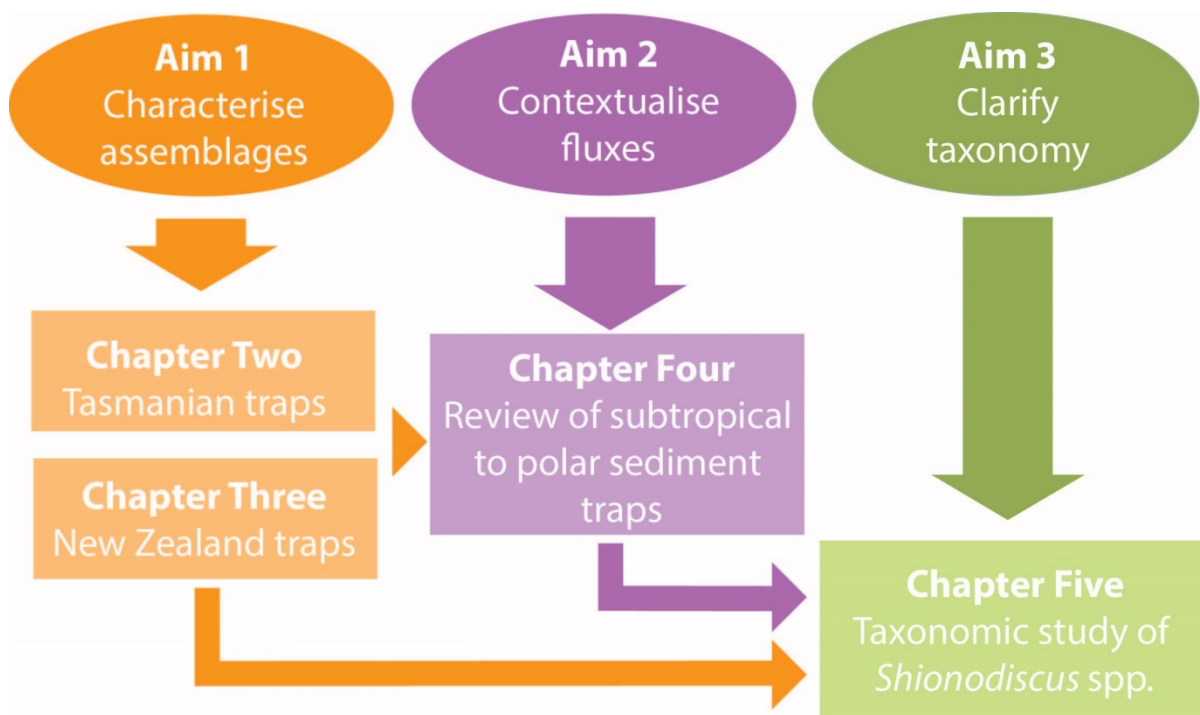 Aim 1
Characterise
assemblages
Aim 2
Contextualise
fluxes
Aim 3
Clarify
taxonomy
Chapter Two
Tasmanian traps
Chapter Three
New Zealand traps
Chapter Four
Review of subtropical
to polar sediment
traps
Chapter Five
Taxonomic study of
Shionodiscus spp.